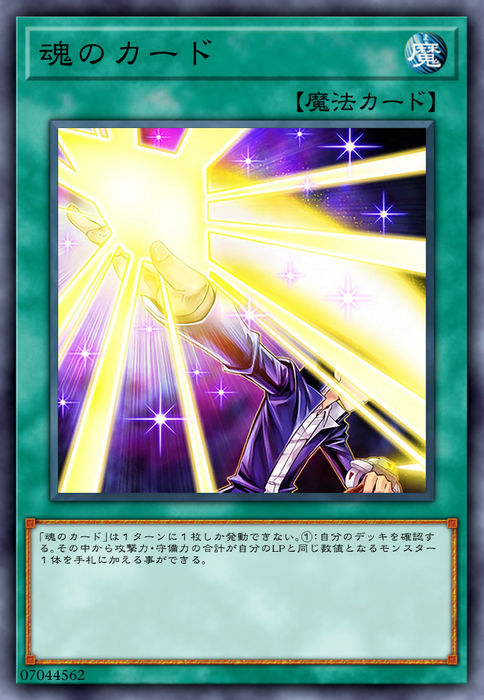 魂のカード
魔
【魔法カード】
「魂のカード」は１ターンに１枚しか発動できない。①：自分のデッキを確認す
る。その中から攻撃力・守備力の合計が自分のLPと同じ数値となるモンスター
１体を手札に加える事ができる。
07044562